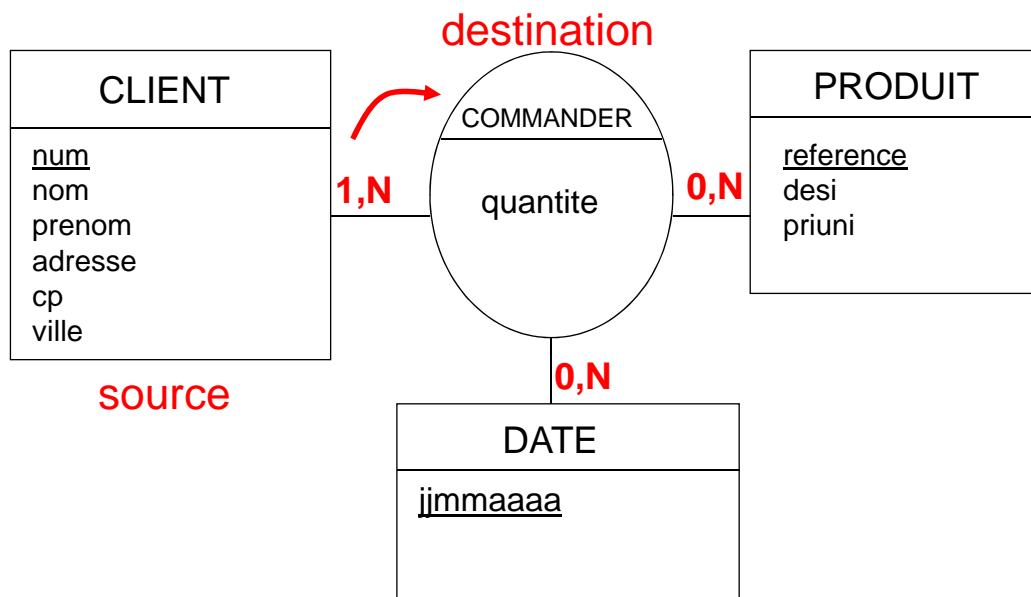 destination
CLIENT
num
nom
prenom
adresse
cp
ville
source
1,N
COMMANDER
quantite
0,N
PRODUIT
reference
desi
priuni
0,N
DATE
jjmmaaaa